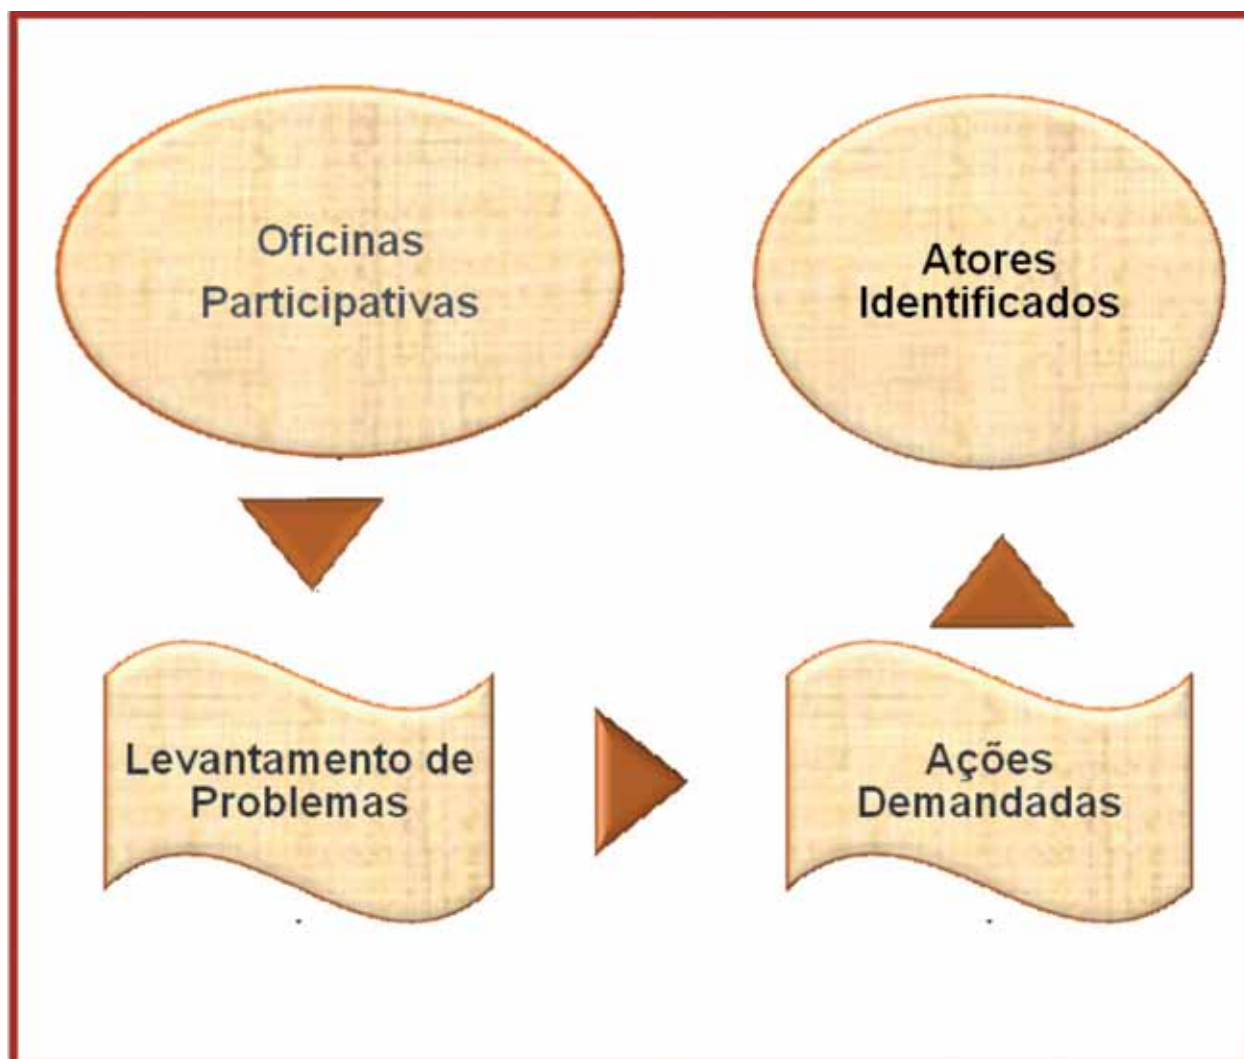 Oficinas
Participativas
Atores
Identificados
Levantamento de
Problemas
Ações
Demandadas